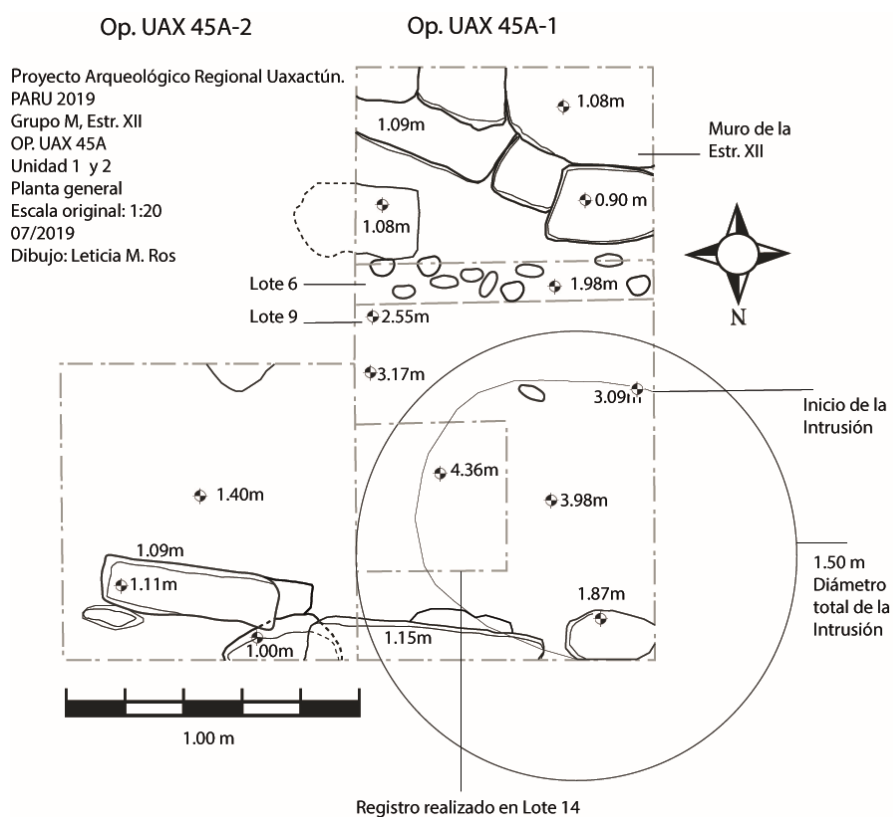 Op. UAX 45A-2
Op. UAX 45A-1
Proyecto Arqueológico Regional Uaxactún.
PARU 2019
Grupo M, Estr. XII
OP. UAX 45A
Unidad 1 y 2
Planta general
Escala original: 1:20
07/2019
Dibujo: Leticia M. Ros
1.08m
1.09m
Muro de la
Estr. XII
0.90 m
1.08m
N
Lote 6
1.98m
Lote 9
2.55m
3.17m
3.09m
Inicio de la
Intrusión
4.36m
1.40m
3.98m
1.09m
1.11m
1.50 m
Diámetro
total de la
Intrusión
1.87m
1.00m
1.15m
1.00 m
Registro realizado en Lote 14